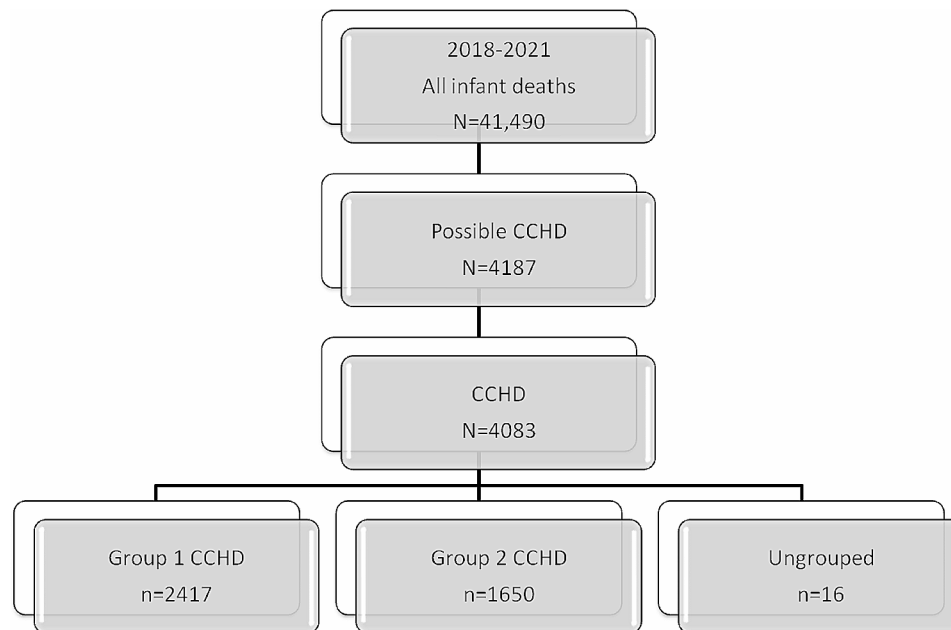 2018-2021
All infant deaths
N=41,490
Possible CCHD
N=4187
CCHD
N=4083
Group 1 CCHD
n=2417
Group 2 CCHD
n=1650
Ungrouped
n=16